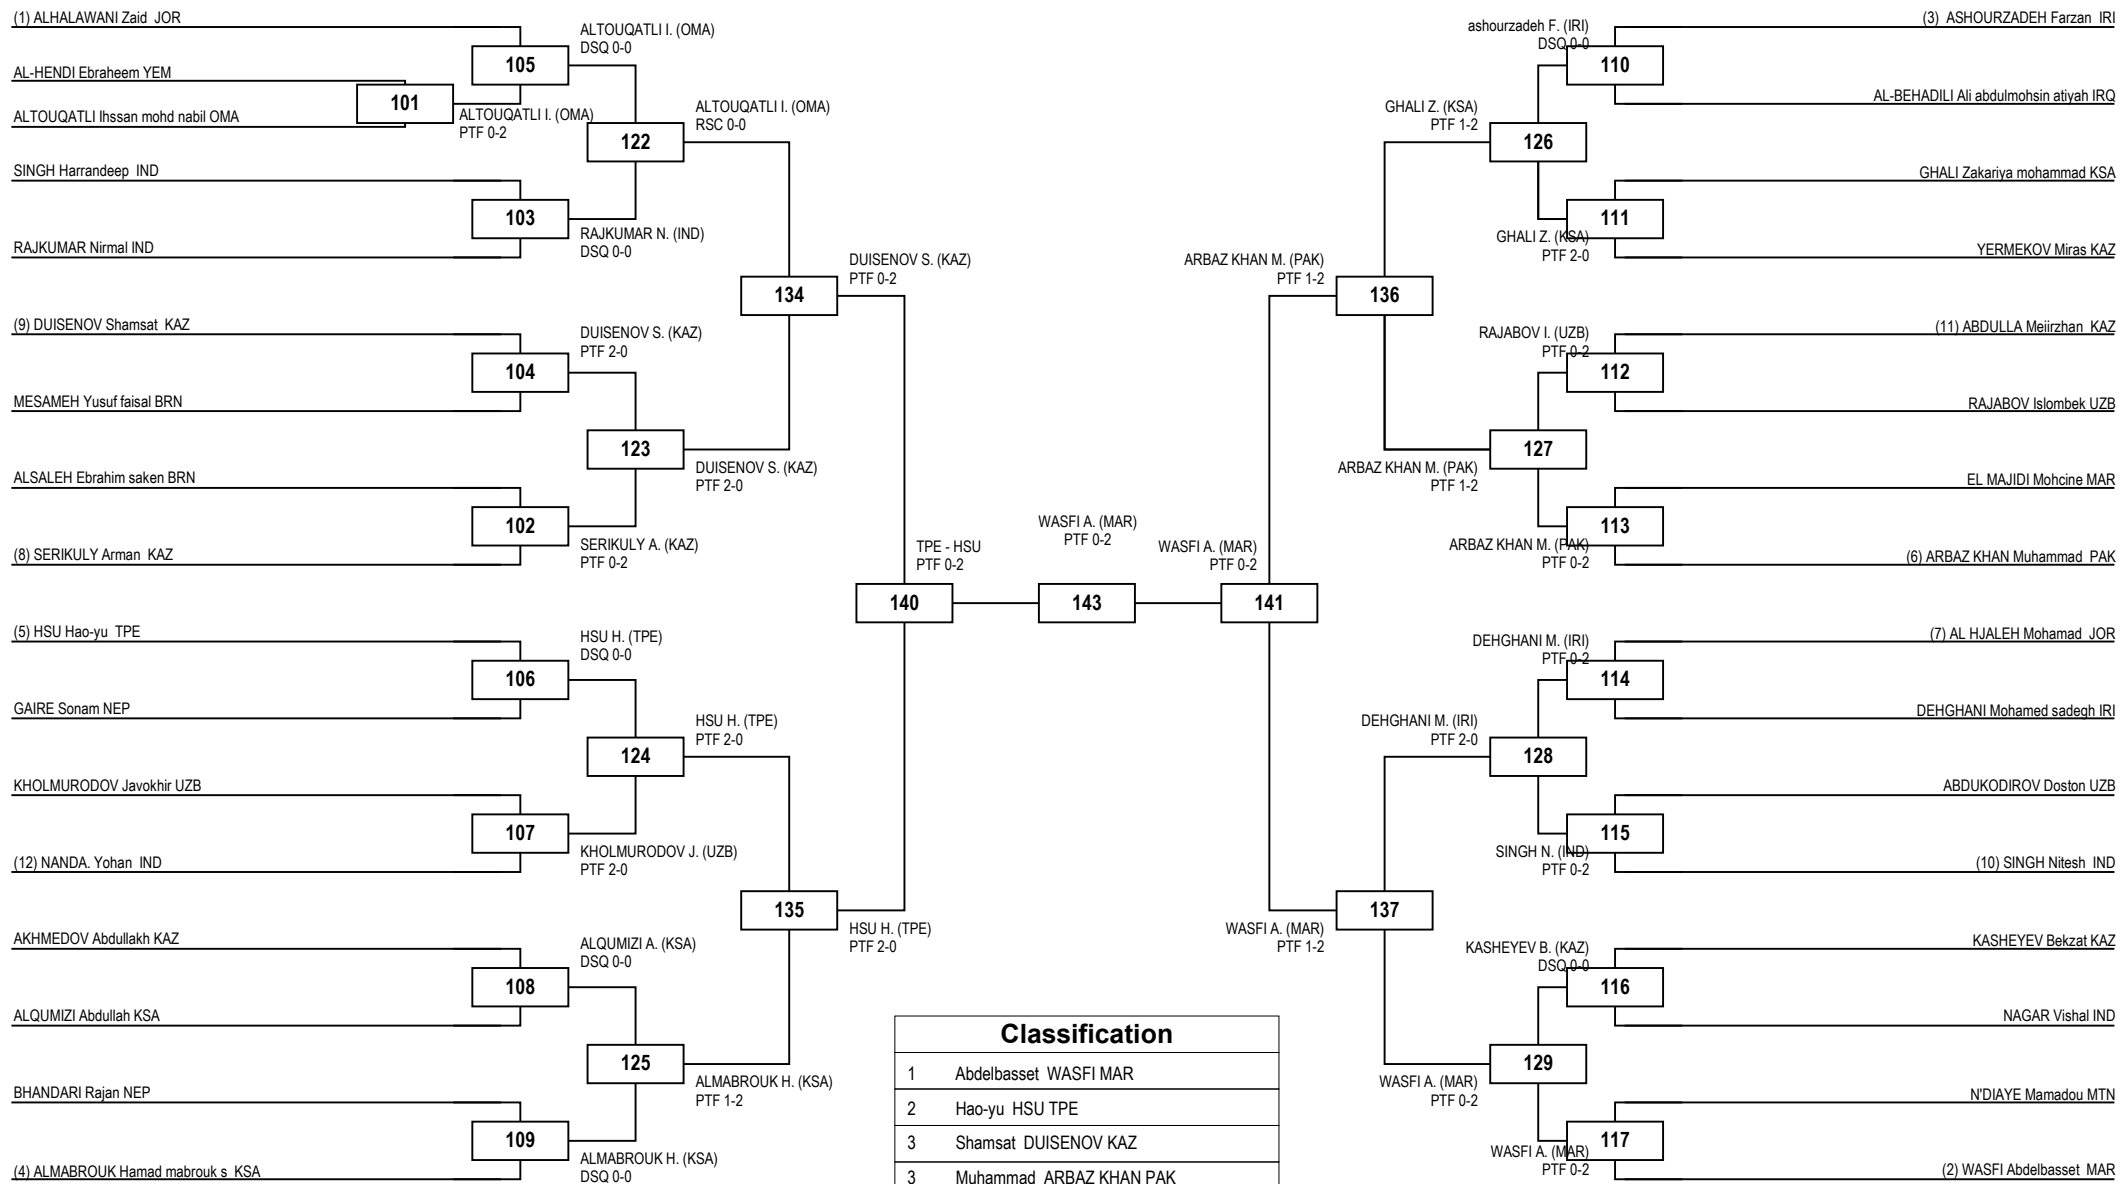 (1) ALHALAWANI Zaid JOR
ALTOUQATLI I. (OMA)
DSQ 0-0
105
AL-HENDI Ebraheem YEM
101
ALTOUQATLI Ihssan mohd nabil OMA
ALTOUQATLI I. (OMA)
PTF 0-2
ALTOUQATLI I. (OMA)
RSC 0-0
122
SINGH Harrandeep IND
103
RAJKUMAR Nirmal IND
RAJKUMAR N. (IND)
DSQ 0-0
DUISENOV S. (KAZ)
PTF 0-2
134
(9) DUISENOV Shamsat KAZ
DUISENOV S. (KAZ)
PTF 2-0
104
MESAMEH Yusuf faisal BRN
123
DUISENOV S. (KAZ)
PTF 2-0
ALSALEH Ebrahim saken BRN
102
(8) SERIKULY Arman KAZ
SERIKULY A. (KAZ)
PTF 0-2
TPE - HSU
PTF 0-2
140
(5) HSU Hao-yu TPE
HSU H. (TPE)
DSQ 0-0
106
GAIRE Sonam NEP
HSU H. (TPE)
PTF 2-0
124
KHOLMURODOV Javokhir UZB
107
(12) NANDA. Yohan IND
KHOLMURODOV J. (UZB)
PTF 2-0
135
HSU H. (TPE)
PTF 2-0
AKHMEDOV Abdullakh KAZ
ALQUMIZI A. (KSA)
DSQ 0-0
108
ALQUMIZI Abdullah KSA
125
ALMABROUK H. (KSA)
PTF 1-2
BHANDARI Rajan NEP
109
(4) ALMABROUK Hamad mabrouk s KSA
ALMABROUK H. (KSA)
DSQ 0-0
WASFI A. (MAR)
PTF 0-2
143
(3) ASHOURZADEH Farzan IRI
ashourzadeh F. (IRI)
DSQ 0-0
110
AL-BEHADILI Ali abdulmohsin atiyah IRQ
GHALI Z. (KSA)
PTF 1-2
126
GHALI Zakariya mohammad KSA
111
GHALI Z. (KSA)
PTF 2-0
YERMEKOV Miras KAZ
ARBAZ KHAN M. (PAK)
PTF 1-2
136
(11) ABDULLA Meiirzhan KAZ
RAJABOV I. (UZB)
PTF 0-2
112
RAJABOV Islombek UZB
127
ARBAZ KHAN M. (PAK)
PTF 1-2
EL MAJIDI Mohcine MAR
113
ARBAZ KHAN M. (PAK)
PTF 0-2
(6) ARBAZ KHAN Muhammad PAK
WASFI A. (MAR)
PTF 0-2
141
(7) AL HJALEH Mohamad JOR
DEHGHANI M. (IRI)
PTF 0-2
114
DEHGHANI Mohamed sadegh IRI
DEHGHANI M. (IRI)
PTF 2-0
128
ABDUKODIROV Doston UZB
115
SINGH N. (IND)
PTF 0-2
(10) SINGH Nitesh IND
137
WASFI A. (MAR)
PTF 1-2
KASHEYEV Bekzat KAZ
KASHEYEV B. (KAZ)
DSQ 0-0
116
NAGAR Vishal IND
129
WASFI A. (MAR)
PTF 0-2
N'DIAYE Mamadou MTN
117
WASFI A. (MAR)
PTF 0-2
(2) WASFI Abdelbasset MAR
Classification
1 Abdelbasset WASFI MAR
2 Hao-yu HSU TPE
3 Shamsat DUISENOV KAZ
3 Muhammad ARBAZ KHAN PAK